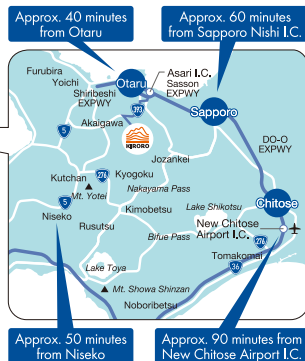 Approx. 40 minutes
from Otaru
Approx. 60 minutes
from Sapporo Nishi I.C.
Furubira
Yoichi
Otaru
Asari I.C.
Sasson
EXPWY
Shiribeshi
EXPWY
393
Sapporo
Akaigawa
5
KIRORO
DO-O
EXPWY
Jozankei
276
Kyogoku
Kutchan
Nakayama Pass
Mt. Yotei
Chitose
5
Kimobetsu
Lake Shikotsu
Niseko
Rusutsu
New Chitose
Airport I.C.
Bifue Pass
276
Tomakomai
Lake Toya
36
Mt. Showa Shinzan
Noboribetsu
Approx. 50 minutes
from Niseko
Approx. 90 minutes from
New Chitose Airport I.C.